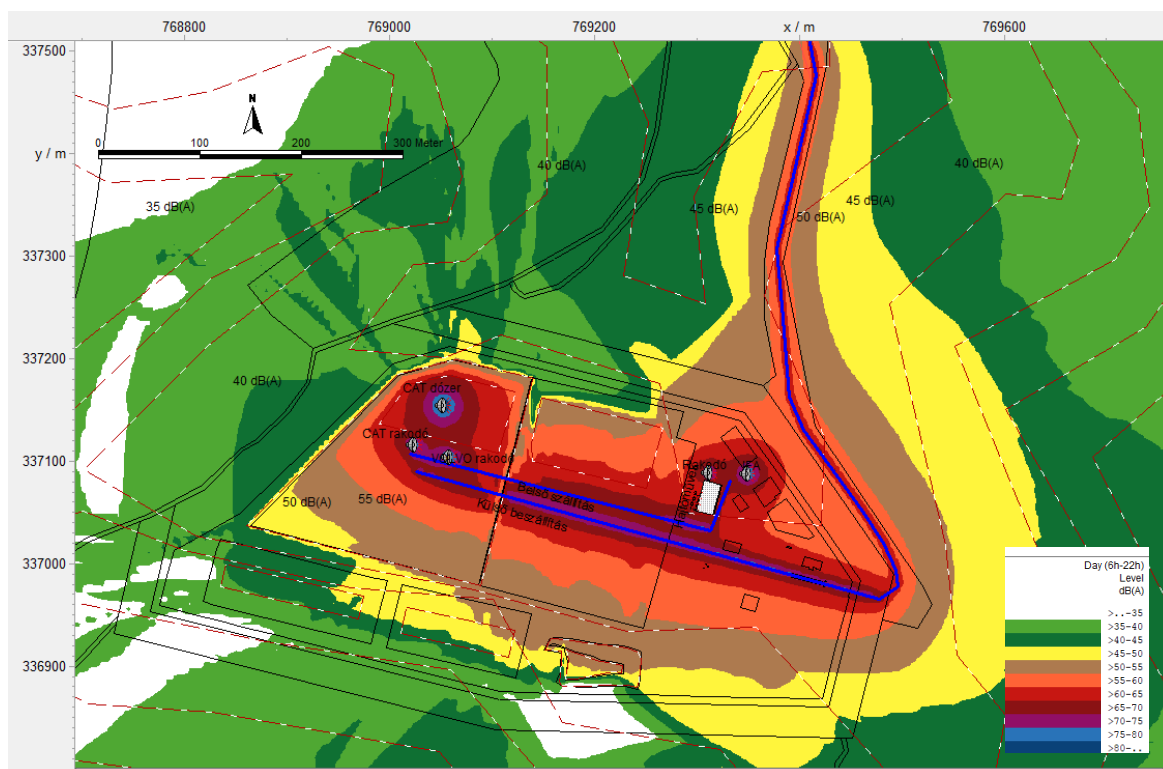 768800 769000 769200 x / m 769600
337500
N
0 100 200 300 Meter
y / m
337400
40 dB(A)
40 dB(A)
35 dB(A)
45 dB(A)
45 dB(A)
50 dB(A)
337300
337200
40 dB(A)
CAT dózer
CAT rakodó
337100
VOLVO rakodó
Rakodó
VFA
50 dB(A)
55 dB(A)
Belső szállítás
Külső beszállítás
337000
336900
Day (6h-22h)
Level
dB(A)
>..-35
>35-40
>40-45
>45-50
>50-55
>55-60
>60-65
>65-70
>70-75
>75-80
>80-..